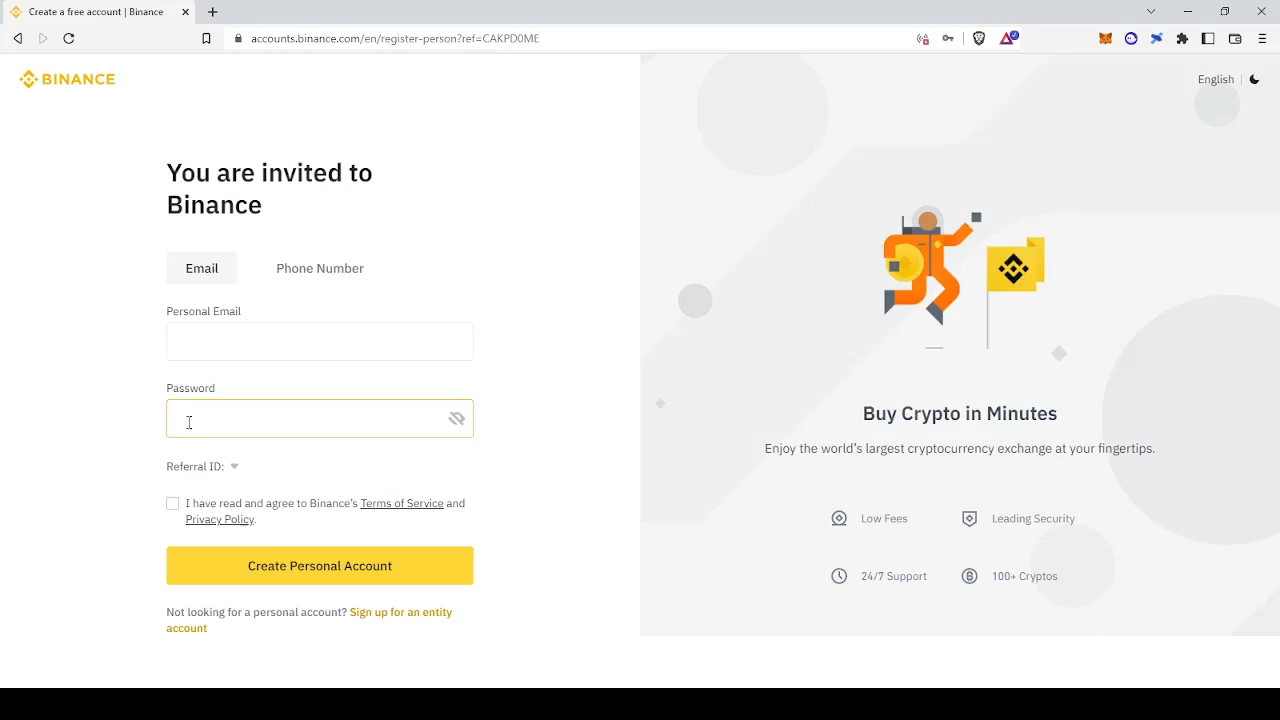 Create a free account | Binance
accounts.binance.com/en/register-person?ref=CAKPD0ME
BINANCE
English
You are invited to
Binance
Email
Phone Number
Personal Email
Password
Referral ID:
I have read and agree to Binance's Terms of Service and
Privacy Policy.
Create Personal Account
Not looking for a personal account? Sign up for an entity
account
Buy Crypto in Minutes
Enjoy the world's largest cryptocurrency exchange at your fingertips.
Low Fees
Leading Security
24/7 Support
100+ Cryptos